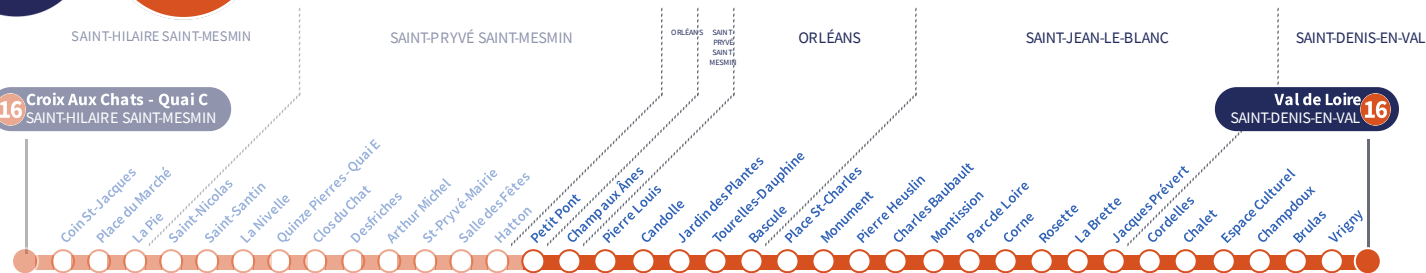 SAINT-HILAIRE SAINT-MESMIN
SAINT-PRYVÉ SAINT-MESMIN
ORLÉANS
SAINT-
PRYVÉ
SAINT-
MESMIN
ORLÉANS
SAINT-JEAN-LE-BLANC
SAINT-DENIS-EN-VAL
16
Croix Aux Chats - Quai C
SAINT-HILAIRE SAINT-MESMIN
Val de Loire
SAINT-DENIS-EN-VAL
16
Coin St-Jacques
Place du Marché
La Pie
Saint-Nicolas
Saint-Santin
La Nivelle
Quinze Pierres - Quai E
Clos du Chat
Desfriches
Arthur Michel
St-Pryvé-Mairie
Salle des Fêtes
Hatton
Petit Pont
Champ aux Ânes
Pierre Louis
Candolle
Jardin des Plantes
Tourelles-Dauphine
Bascule
Place St-Charles
Monument
Pierre Heuslin
Charles Baubault
Montission
Parc de Loire
Corne
Rosette
La Brette
Jacques Prévert
Cordelles
Chalet
Espace Culturel
Champdoux
Brulas
Vrigny